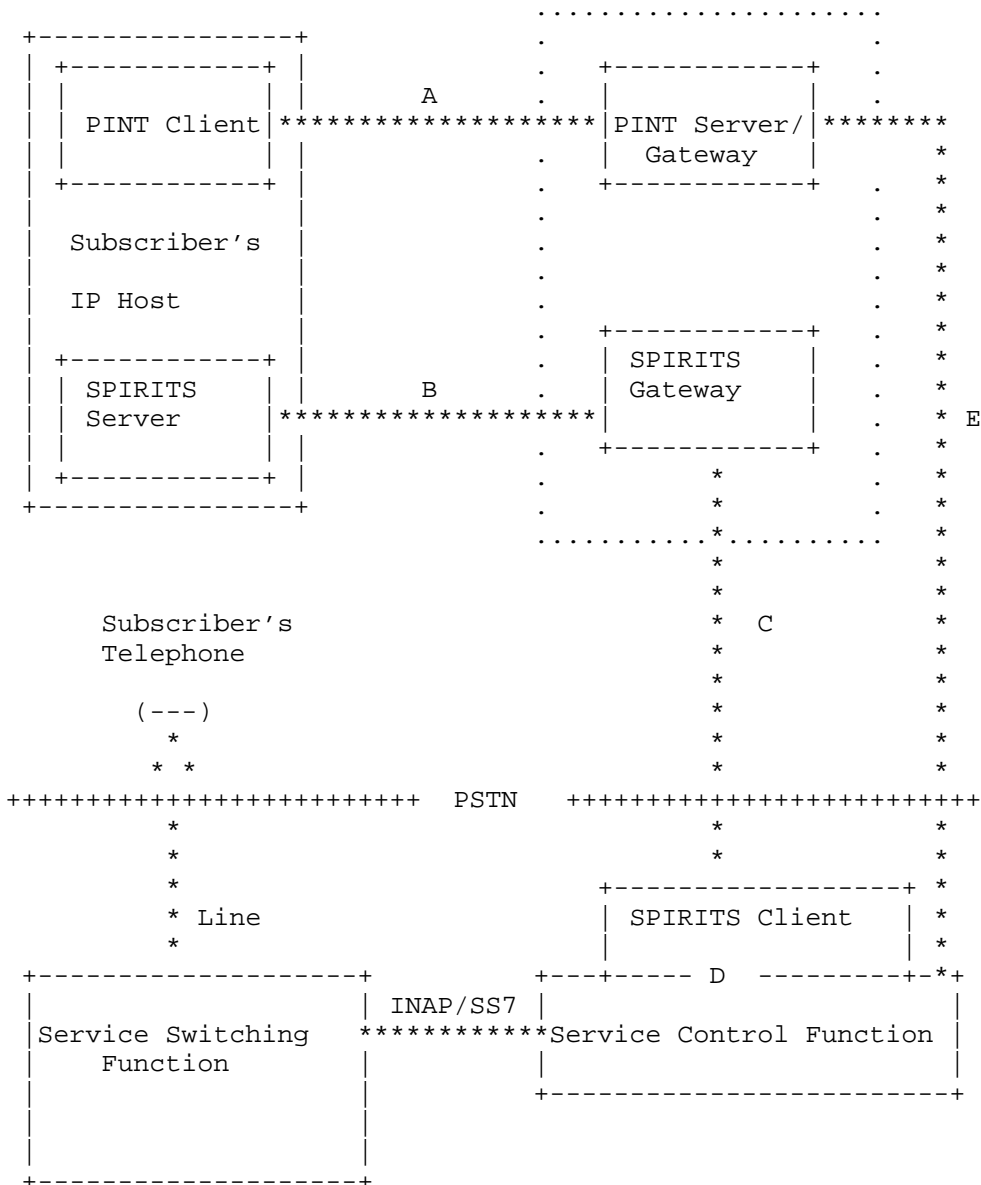 A
PINT Client
PINT Server/
Gateway
Subscriber's
IP Host
SPIRITS
Server
B
SPIRITS
Gateway
E
Subscriber's
Telephone
C
(---)
PSTN
Line
SPIRITS Client
D
INAP/SS7
Service Switching
Function
Service Control Function